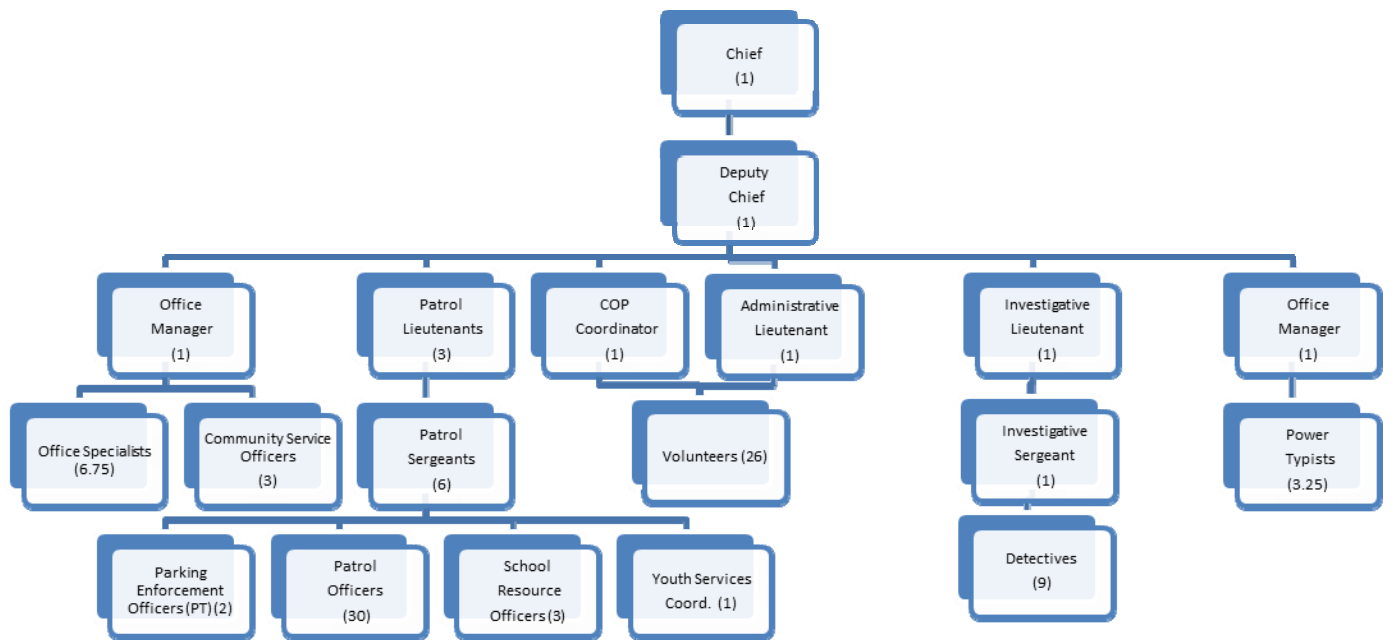 Chief
(1)
Deputy
Chief
(1)
Office
Manager
(1)
Patrol
Lieutenants
(3)
COP
Coordinator
(1)
Administrative
Lieutenant
(1)
Investigative
Lieutenant
(1)
Office
Manager
(1)
Office Specialists
(6.75)
Community Service
Officers
(3)
Patrol
Sergeants
(6)
Volunteers (26)
Investigative
Sergeant
(1)
Power
Typists
(3.25)
Parking
Enforcement
Officers (PT) (2)
Patrol
Officers
(30)
School
Resource
Officers (3)
Youth Services
Coord. (1)
Detectives
(9)